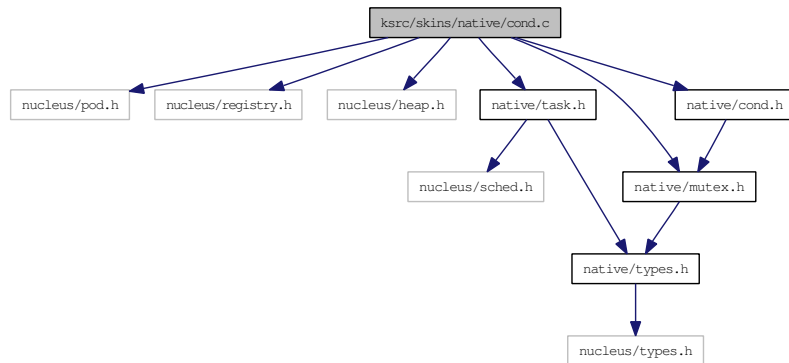 ksrc/skins/native/cond.c
nucleus/pod.h
nucleus/registry.h
nucleus/heap.h
native/task.h
native/cond.h
nucleus/sched.h
native/mutex.h
native/types.h
nucleus/types.h